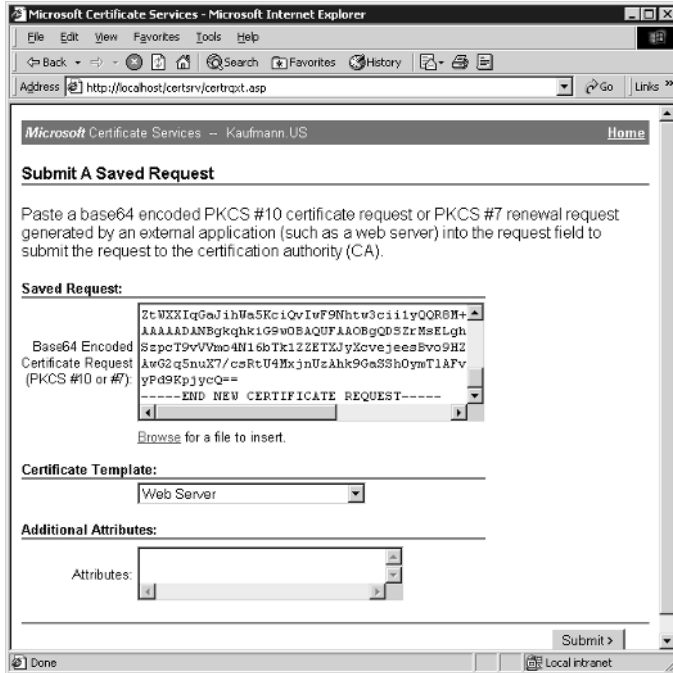 Microsoft Certificate Services - Microsoft Internet Explorer
File Edit View Favorites Tools Help
Back Search Favorites History
Address http://localhost/certsrv/certrqxt.asp Go Links »
Microsoft Certificate Services -- Kaufmann.US Home
Submit A Saved Request
Paste a base64 encoded PKCS #10 certificate request or PKCS #7 renewal request
generated by an external application (such as a web server) into the request field to
submit the request to the certification authority (CA).
Saved Request:
Base64 Encoded
Certificate Request
(PKCS #10 or #7):
ZtWXXIqGaJihWa5KciQvIwF9Nhtw3cii1yQQR8M+
AAAAADANBgkqhkiG9w0BAQUFAAOBgQDSZrMsELgh
SzpcT9vVVmo4N16bTk1ZZETXJyXcvejeesBvo9HZ
AwG2q5nuX7/csRtU4MxjnUzAhk9GaSShOymTlAFv
yPd9KpjycQ==
-----END NEW CERTIFICATE REQUEST-----
Browse for a file to insert.
Certificate Template:
Web Server
Additional Attributes:
Attributes:
Submit >
Done Local intranet